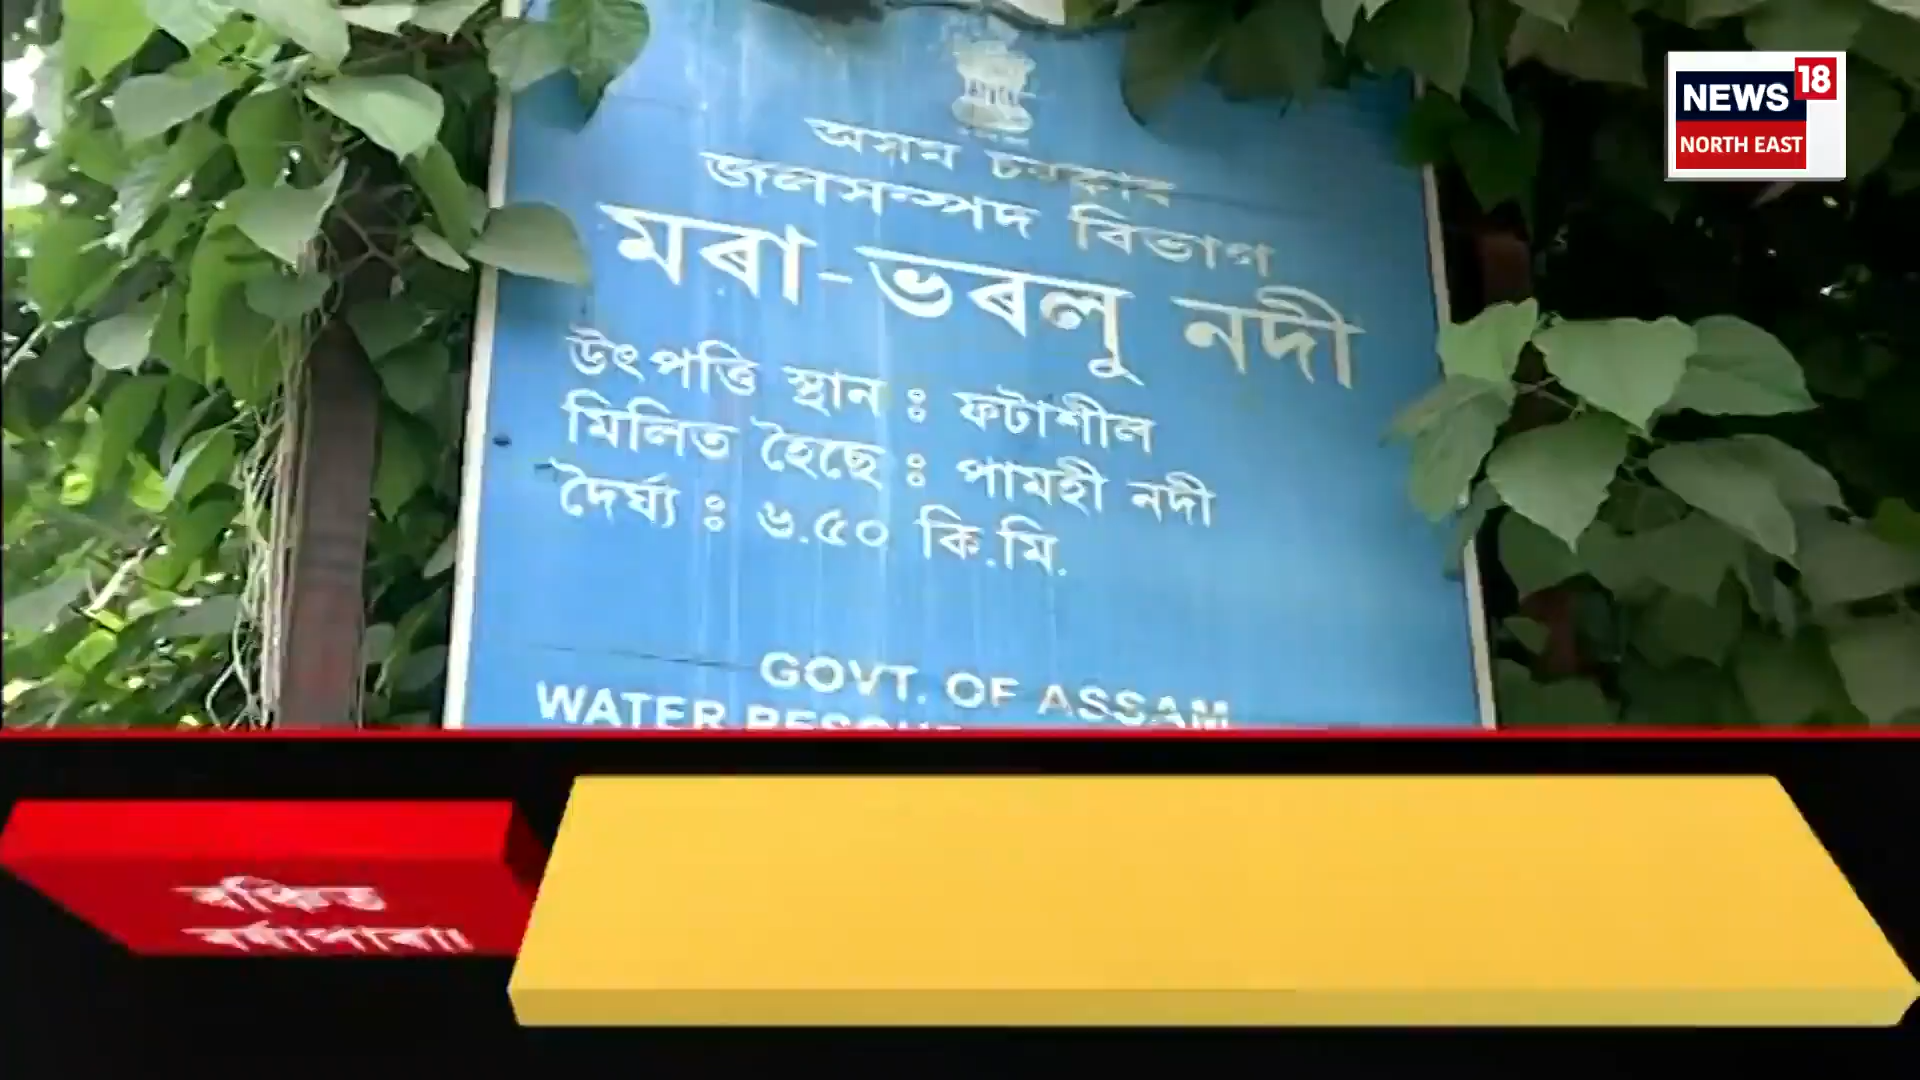 NEWS 18
NORTH EAST
অসম চৰকাৰ
জলসম্পদ বিভাগ
মৰা-ভৰলু নদী
উৎপত্তি স্থান : ফটাশীল
মিলিত হৈছে : পামহী নদী
দৈৰ্ঘ্য : ৬.৫০ কি.মি.
GOVT. OF ASSAM
WATER